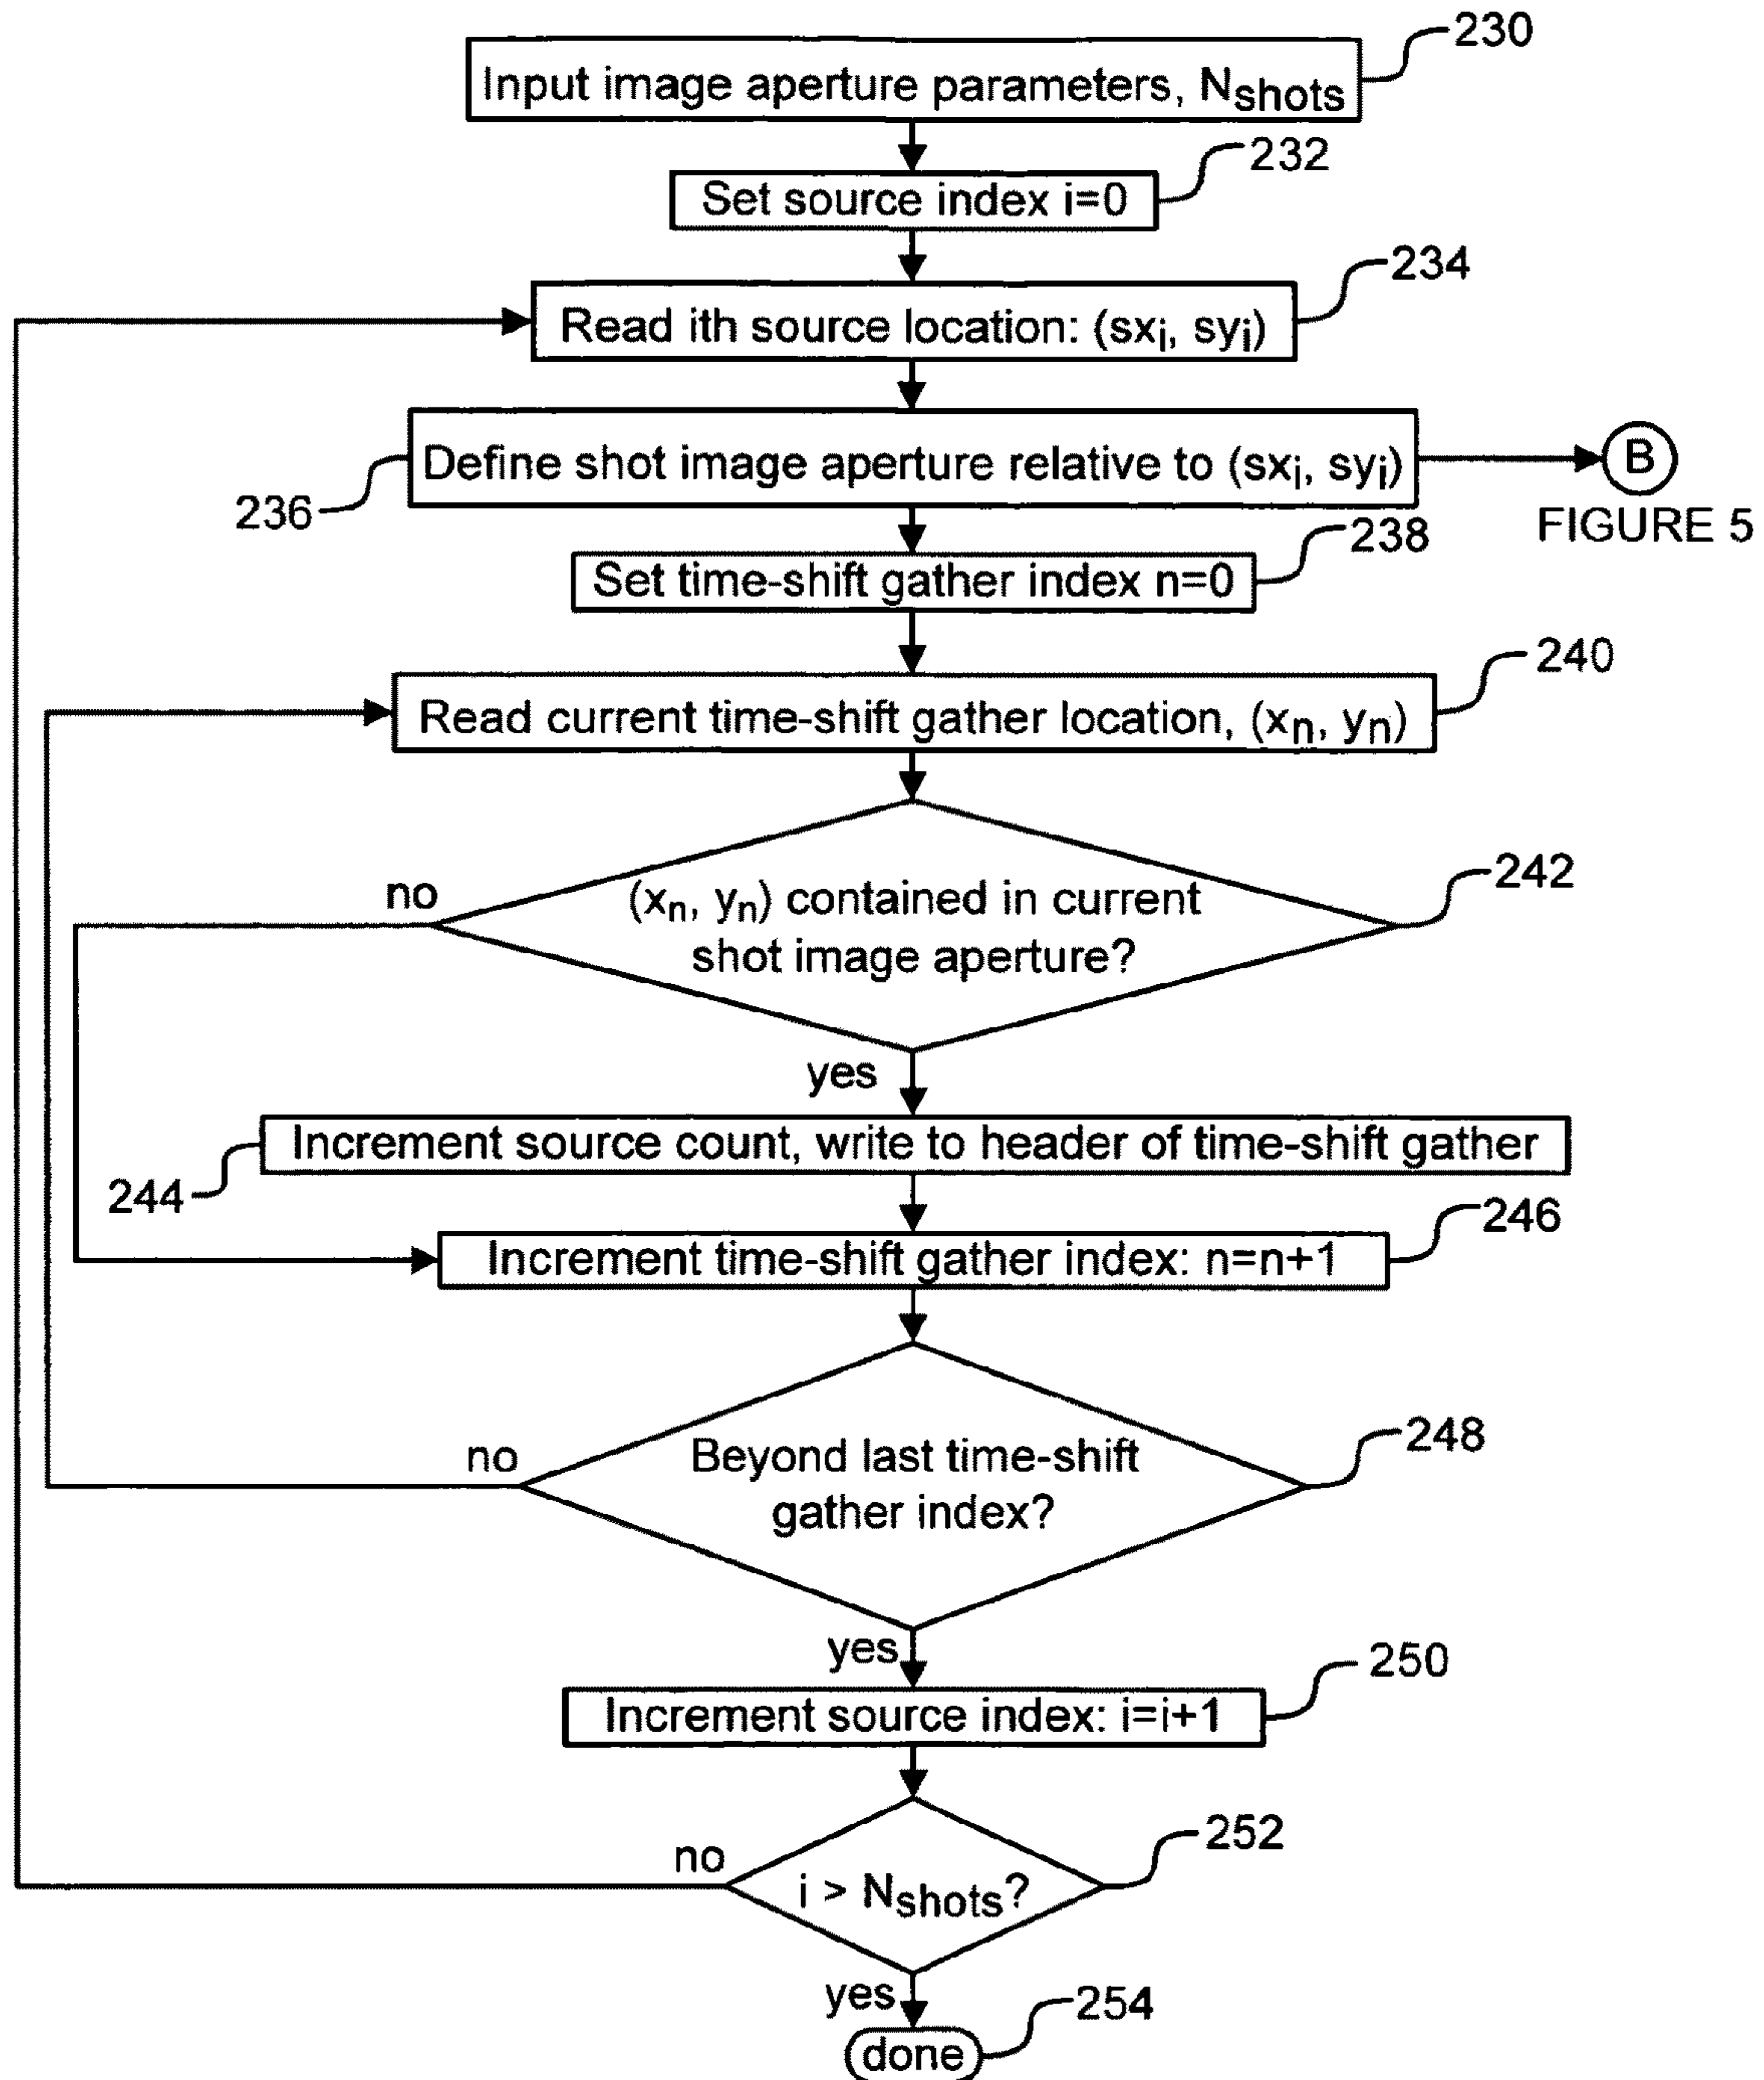 230
Input image aperture parameters, Nshots
232
Set source index i=0
234
Read ith source location: (sxi, syi)
Define shot image aperture relative to (sxi, syi)
B
236
FIGURE 5
238
Set time-shift gather index n=0
240
Read current time-shift gather location, (xn, yn)
242
no
(xn, yn) contained in current
shot image aperture?
yes
Increment source count, write to header of time-shift gather
244
246
Increment time-shift gather index: n=n+1
248
no
Beyond last time-shift
gather index?
yes
250
Increment source index: i=i+1
252
no
i > Nshots?
yes
254
done